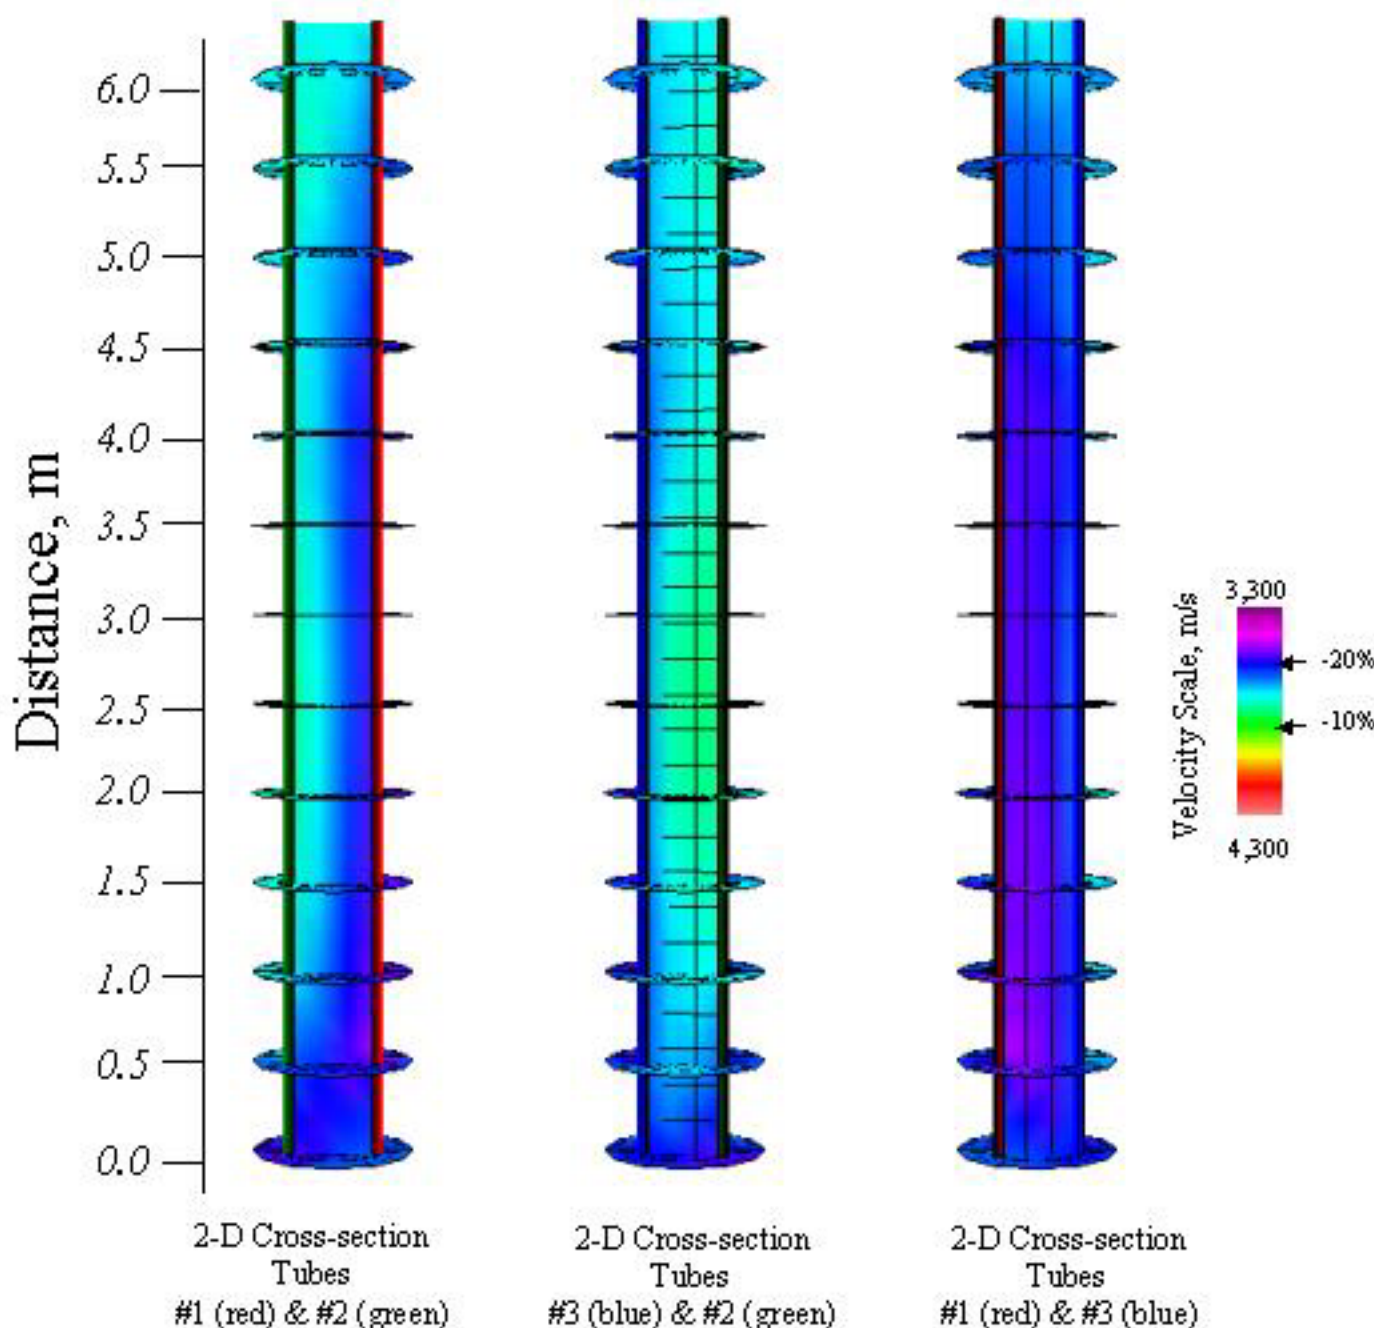 Distance, m
6.0
5.5
5.0
4.5
4.0
3.5
3.0
2.5
2.0
1.5
1.0
0.5
0.0
Velocity Scale, m/s
3,300
-20%
-10%
4,300
2-D Cross-section
Tubes
#1 (red) & #2 (green)
2-D Cross-section
Tubes
#3 (blue) & #2 (green)
2-D Cross-section
Tubes
#1 (red) & #3 (blue)